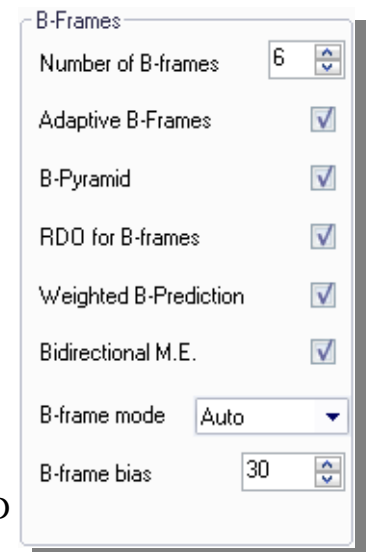 B-Frames
Number of B-frames 6
Adaptive B-Frames
B-Pyramid
RDO for B-frames
Weighted B-Prediction
Bidirectional M.E.
B-frame mode Auto
B-frame bias 30